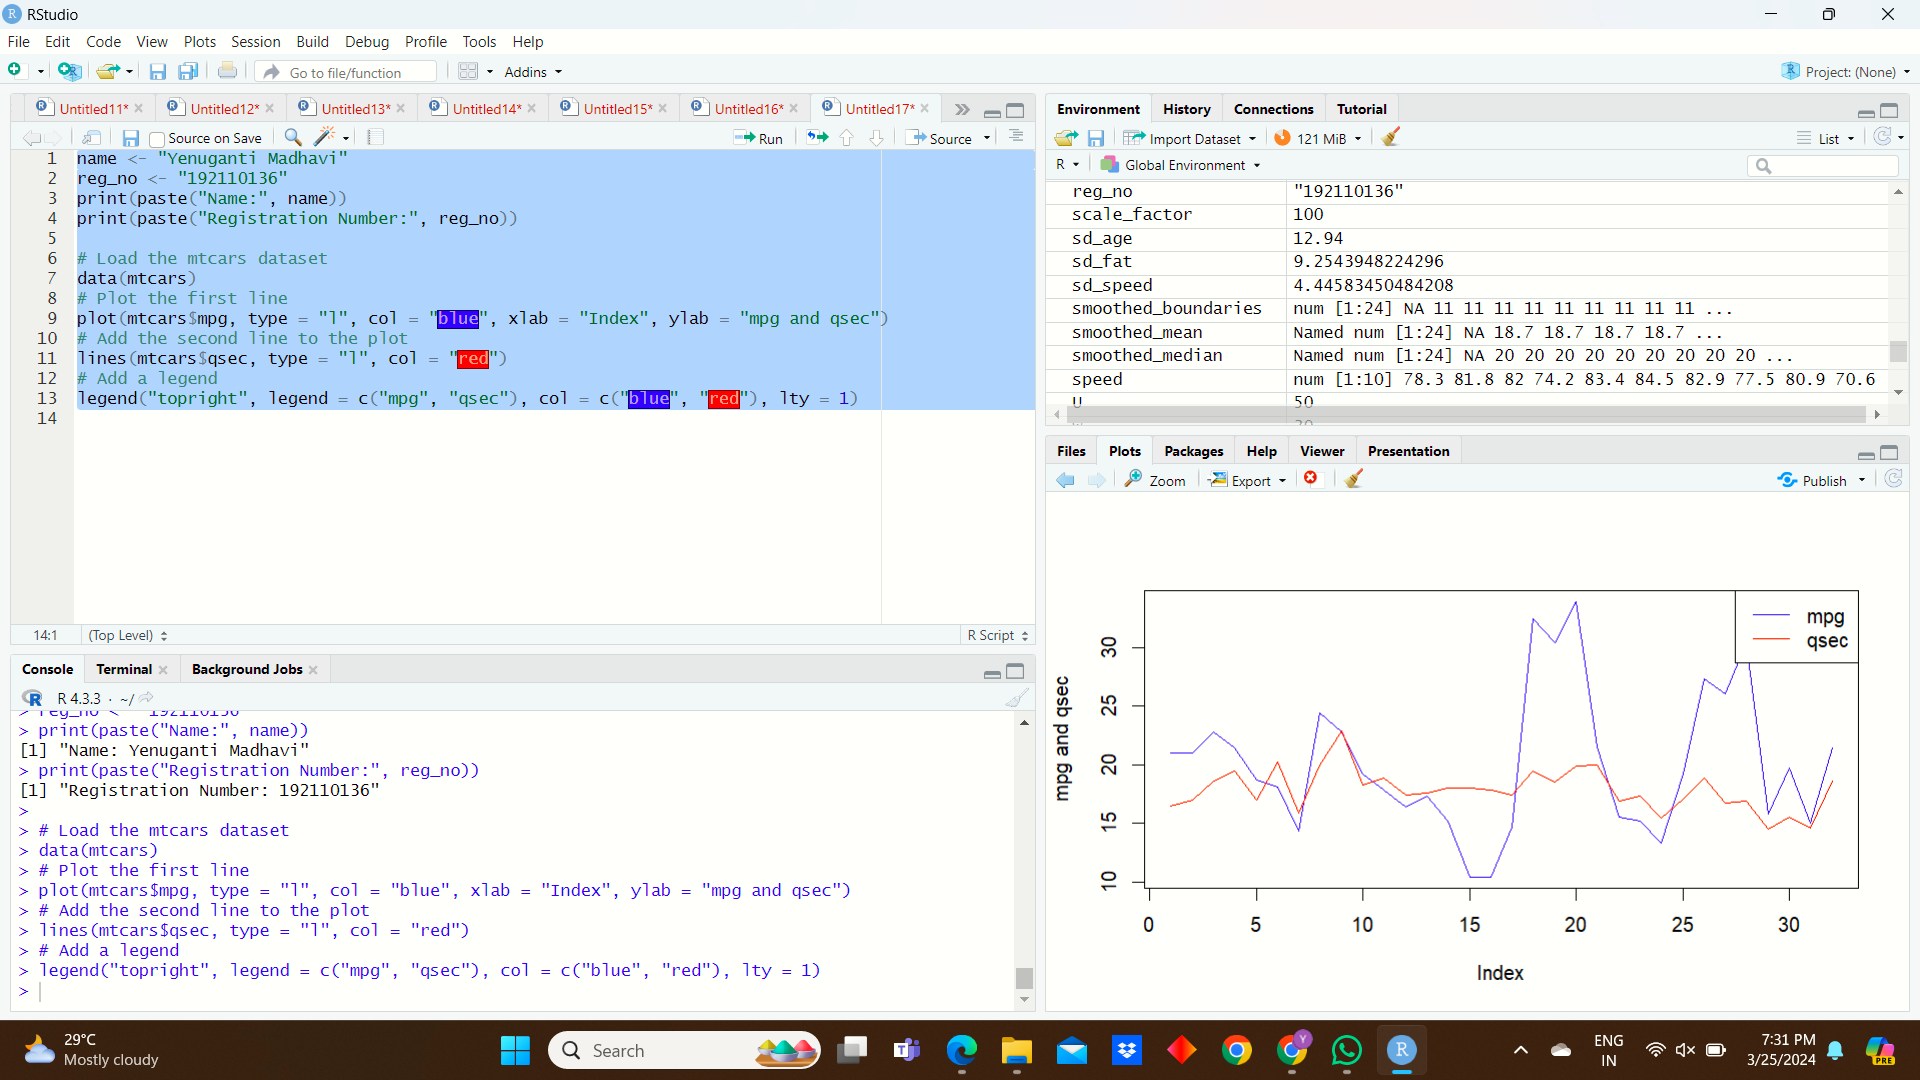 RStudio
File Edit Code View Plots Session Build Debug Profile Tools Help
Go to file/function Addins Project: (None)
Untitled11* Untitled12* Untitled13* Untitled14* Untitled15* Untitled16* Untitled17*
Source on Save Run Source
1 name <- "Yenuganti Madhavi"
2 reg_no <- "192110136"
3 print(paste("Name:", name))
4 print(paste("Registration Number:", reg_no))
5
6 # Load the mtcars dataset
7 data(mtcars)
8 # Plot the first line
9 plot(mtcars$mpg, type = "l", col = "blue", xlab = "Index", ylab = "mpg and qsec")
10 # Add the second line to the plot
11 lines(mtcars$qsec, type = "l", col = "red")
12 # Add a legend
13 legend("topright", legend = c("mpg", "qsec"), col = c("blue", "red"), lty = 1)
14
14:1 (Top Level) R Script
Console Terminal Background Jobs
R 4.3.3 · ~/
> reg_no <- "192110136"
> print(paste("Name:", name))
[1] "Name: Yenuganti Madhavi"
> print(paste("Registration Number:", reg_no))
[1] "Registration Number: 192110136"
>
> # Load the mtcars dataset
> data(mtcars)
> # Plot the first line
> plot(mtcars$mpg, type = "l", col = "blue", xlab = "Index", ylab = "mpg and qsec")
> # Add the second line to the plot
> lines(mtcars$qsec, type = "l", col = "red")
> # Add a legend
> legend("topright", legend = c("mpg", "qsec"), col = c("blue", "red"), lty = 1)
>
Environment History Connections Tutorial
Import Dataset 121 MiB List
R Global Environment
reg_no "192110136"
scale_factor 100
sd_age 12.94
sd_fat 9.2543948224296
sd_speed 4.44583450484208
smoothed_boundaries num [1:24] NA 11 11 11 11 11 11 11 11 11 ...
smoothed_mean Named num [1:24] NA 18.7 18.7 18.7 18.7 ...
smoothed_median Named num [1:24] NA 20 20 20 20 20 20 20 20 20 ...
speed num [1:10] 78.3 81.8 82 74.2 83.4 84.5 82.9 77.5 80.9 70.6
50
Files Plots Packages Help Viewer Presentation
Zoom Export Publish
mpg
qsec
mpg and qsec
30
25
20
15
10
0 5 10 15 20 25 30
Index
29°C
Mostly cloudy
Search
ENG
IN
7:31 PM
3/25/2024
PRE